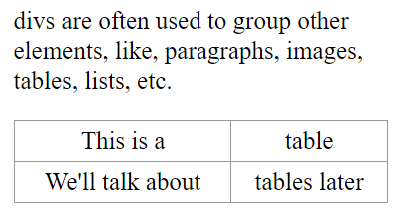 divs are often used to group other
elements, like, paragraphs, images,
tables, lists, etc.
This is a table
We'll talk about tables later